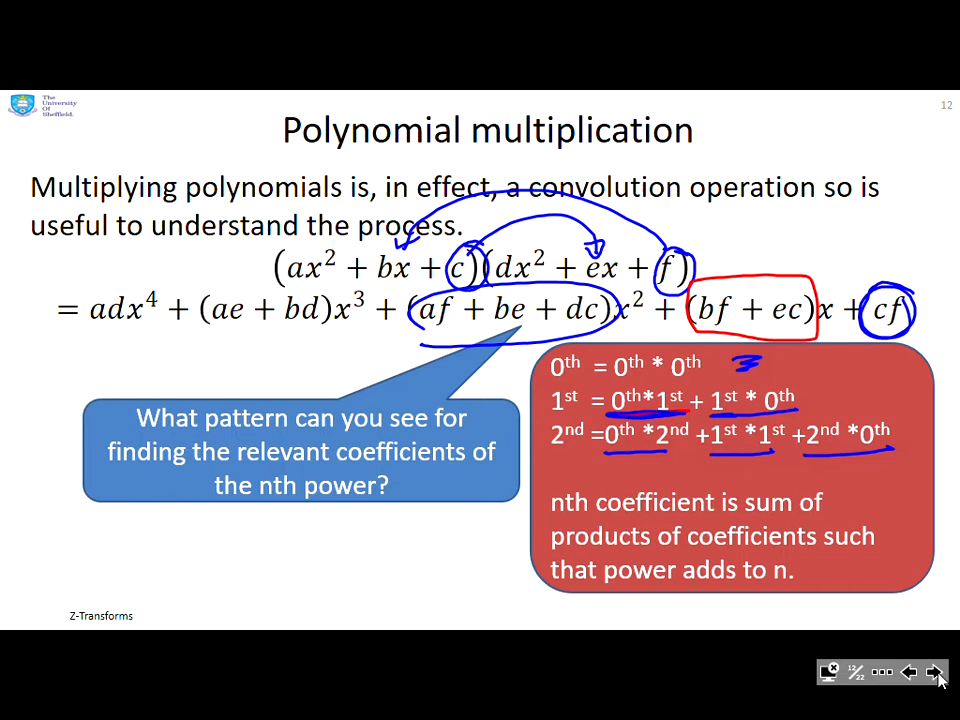 The
University
Of
Sheffield.
12
Polynomial multiplication
Multiplying polynomials is, in effect, a convolution operation so is
useful to understand the process.
(ax² + bx + c)(dx² + ex + f)
= adx⁴ + (ae + bd)x³ + (af + be + dc)x² + (bf + ec)x + cf
What pattern can you see for
finding the relevant coefficients of
the nth power?
0th = 0th * 0th
1st = 0th*1st + 1st * 0th
2nd =0th *2nd +1st *1st +2nd *0th
nth coefficient is sum of
products of coefficients such
that power adds to n.
Z-Transforms
12/22